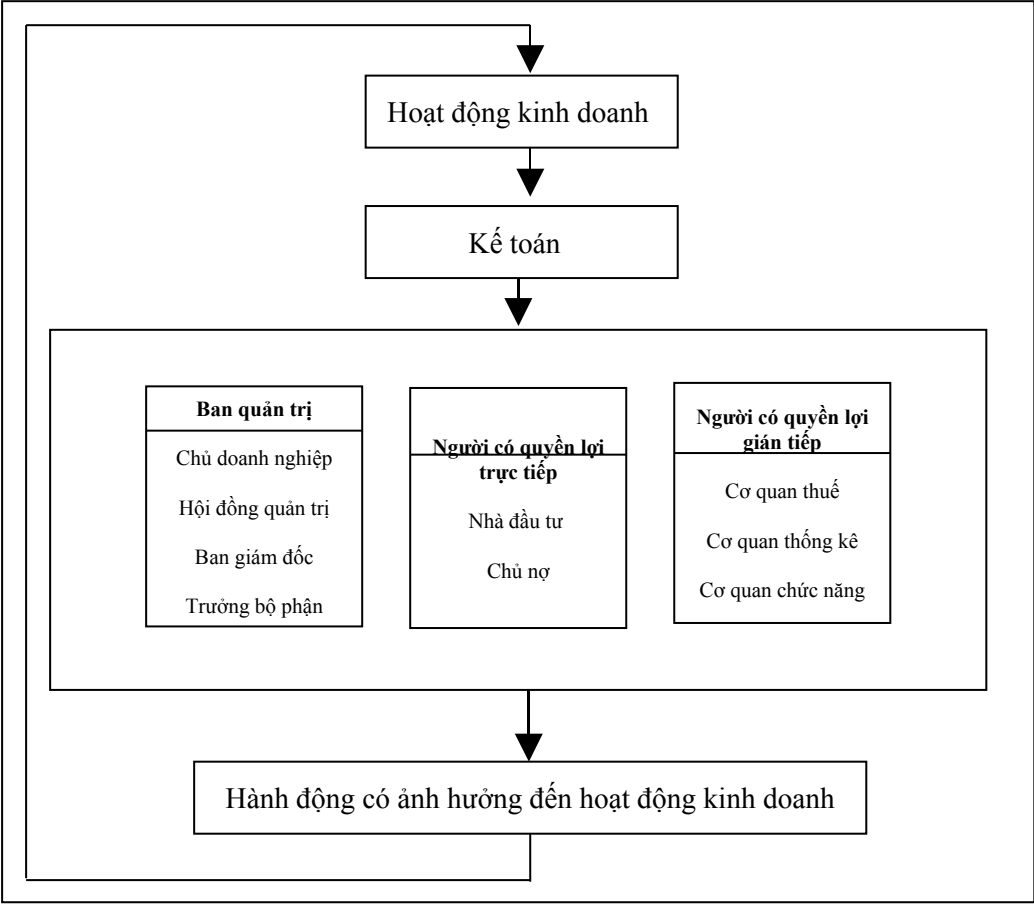 Hoạt động kinh doanh
Kế toán
Ban quản trị
Chủ doanh nghiệp
Hội đồng quản trị
Ban giám đốc
Trưởng bộ phận
Người có quyền lợi
trực tiếp
Nhà đầu tư
Chủ nợ
Người có quyền lợi
gián tiếp
Cơ quan thuế
Cơ quan thống kê
Cơ quan chức năng
Hành động có ảnh hưởng đến hoạt động kinh doanh